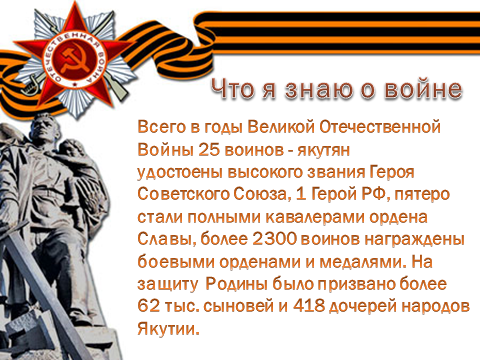 ОТЕЧЕСТВЕННАЯ ВОЙНА
Что я знаю о войне
Всего в годы Великой Отечественной
Войны 25 воинов - якутян
удостоены высокого звания Героя
Советского Союза, 1 Герой РФ, пятеро
стали полными кавалерами ордена
Славы, более 2300 воинов награждены
боевыми орденами и медалями. На
защиту Родины было призвано более
62 тыс. сыновей и 418 дочерей народов
Якутии.